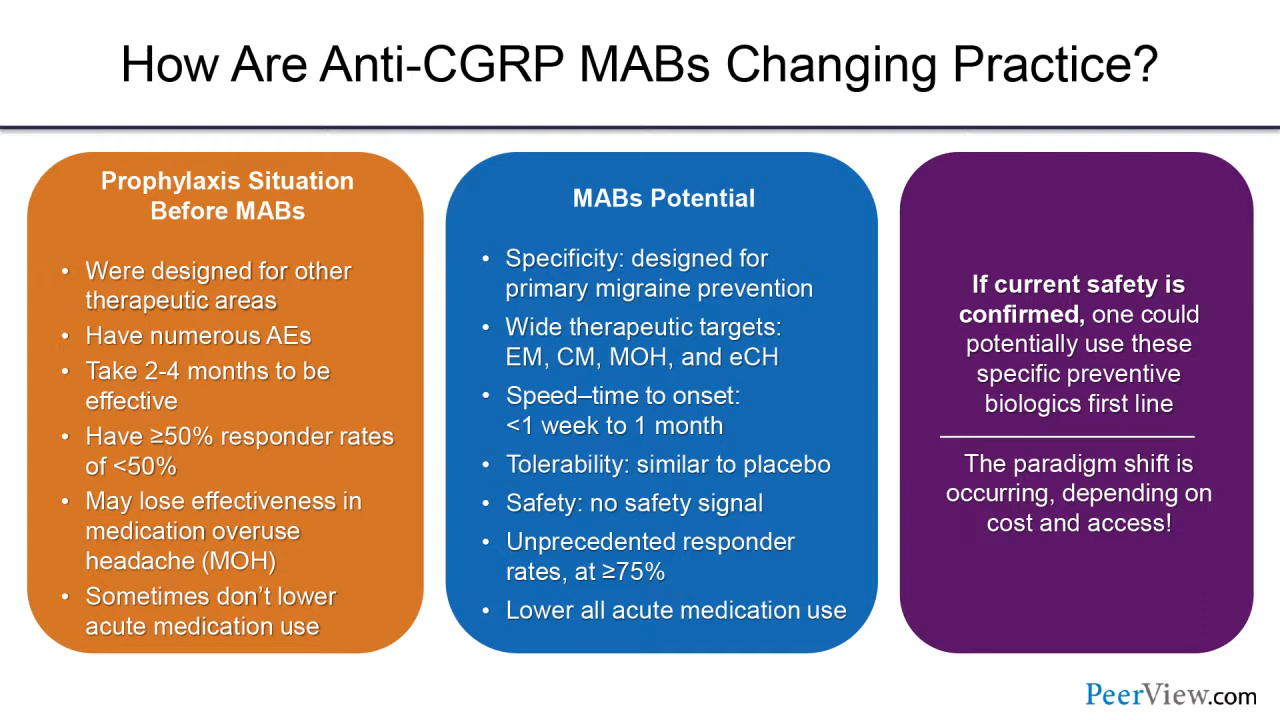 How Are Anti-CGRP MABs Changing Practice?
Prophylaxis Situation
Before MABs
• Were designed for other
therapeutic areas
• Have numerous AEs
• Take 2-4 months to be
effective
• Have ≥50% responder rates
of <50%
• May lose effectiveness in
medication overuse
headache (MOH)
• Sometimes don’t lower
acute medication use
MABs Potential
• Specificity: designed for
primary migraine prevention
• Wide therapeutic targets:
EM, CM, MOH, and eCH
• Speed–time to onset:
<1 week to 1 month
• Tolerability: similar to placebo
• Safety: no safety signal
• Unprecedented responder
rates, at ≥75%
• Lower all acute medication use
If current safety is
confirmed, one could
potentially use these
specific preventive
biologics first line
The paradigm shift is
occurring, depending on
cost and access!
PeerView.com